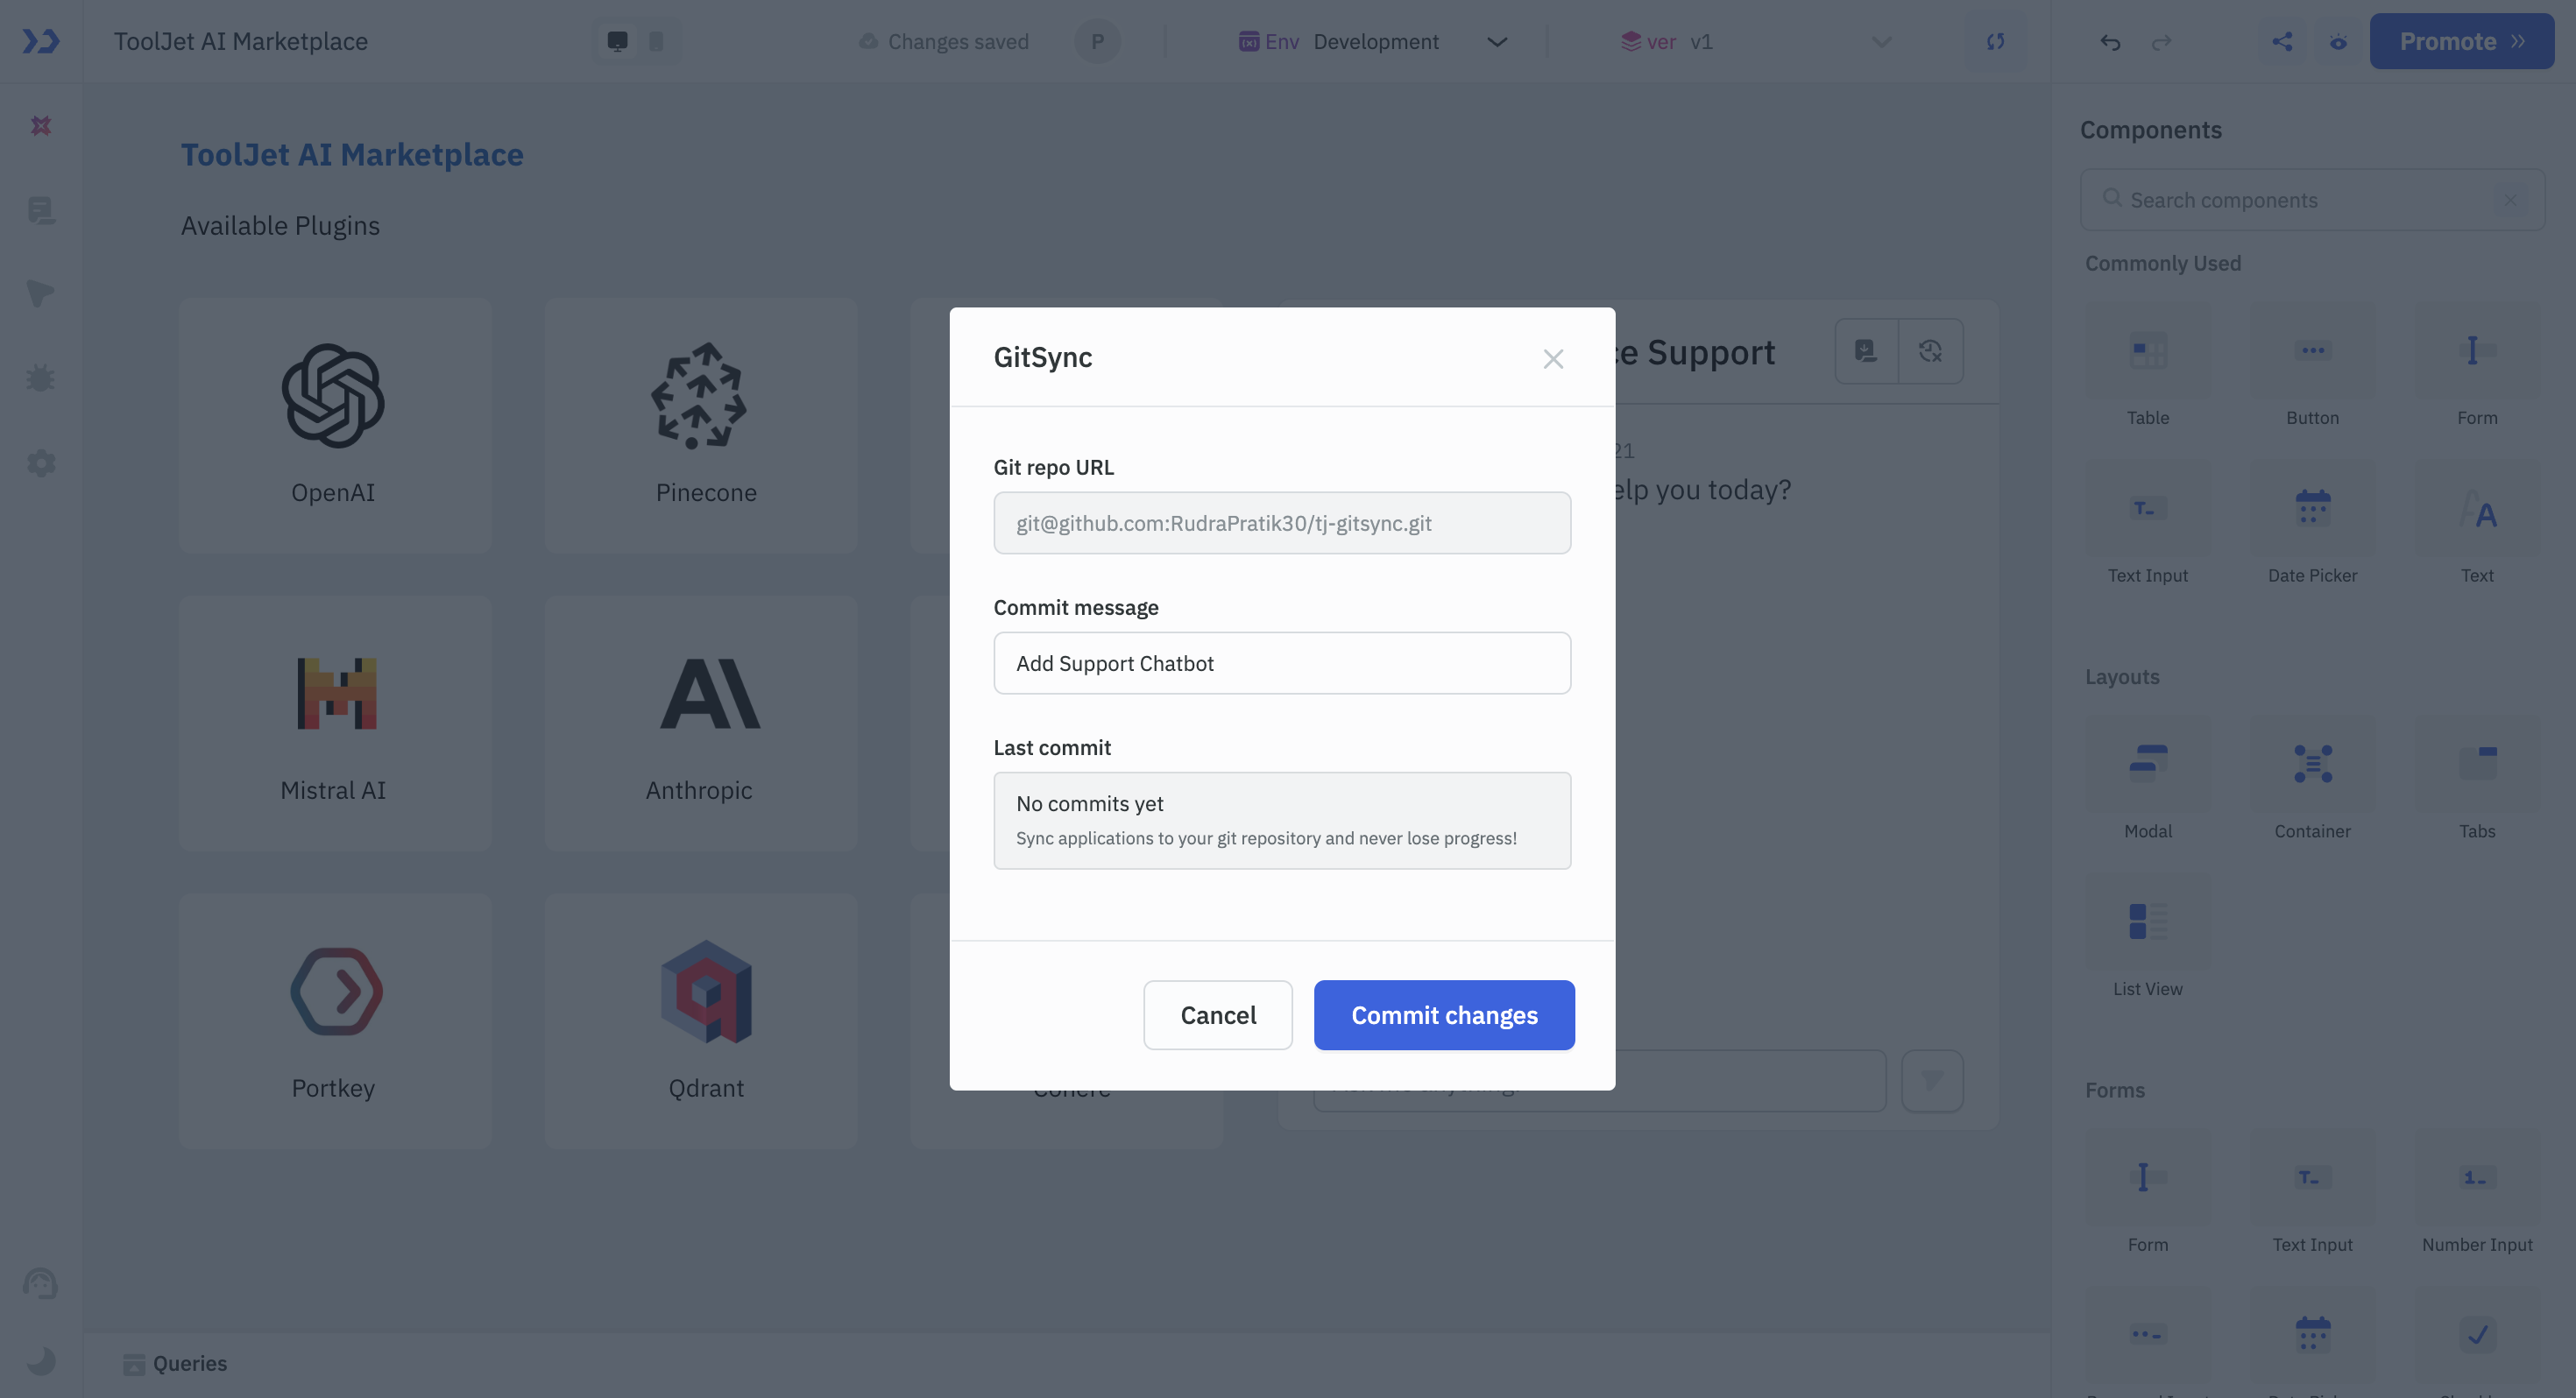 ToolJet AI Marketplace
Changes saved
P
Env Development
ver v1
Promote
ToolJet AI Marketplace
Available Plugins
OpenAI
Pinecone
Mistral AI
Anthropic
Portkey
Qdrant
Cohere
ce Support
21
elp you today?
GitSync
Git repo URL
git@github.com:RudraPratik30/tj-gitsync.git
Commit message
Add Support Chatbot
Last commit
No commits yet
Sync applications to your git repository and never lose progress!
Cancel
Commit changes
Components
Search components
Commonly Used
Table
Button
Form
Text Input
Date Picker
Text
Layouts
Modal
Container
Tabs
List View
Forms
Form
Text Input
Number Input
Queries